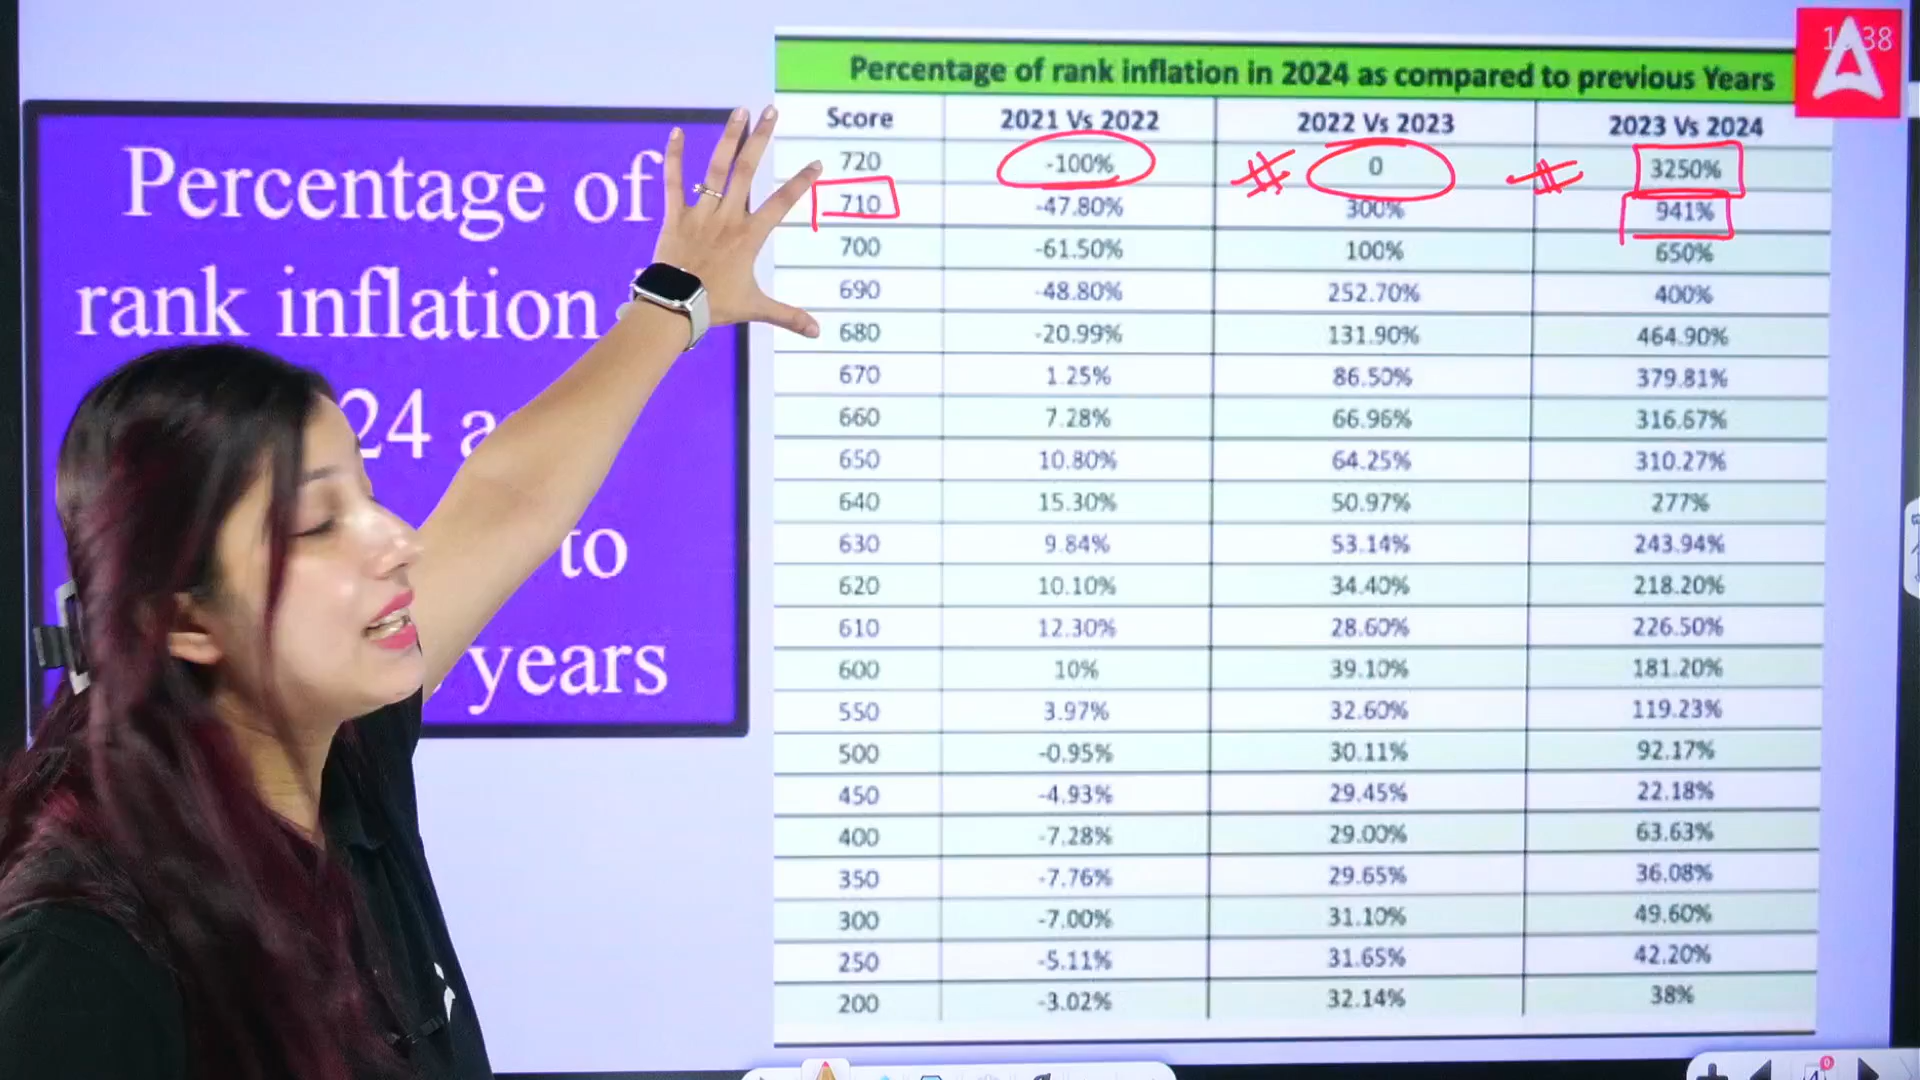 Percentage of
rank inflation
24 a
to
years
Percentage of rank inflation in 2024 as compared to previous Years
Score 2021 Vs 2022 2022 Vs 2023 2023 Vs 2024
720 -100% 0 3250%
710 -47.80% 300% 941%
700 -61.50% 100% 650%
690 -48.80% 252.70% 400%
680 -20.99% 131.90% 464.90%
670 1.25% 86.50% 379.81%
660 7.28% 66.96% 316.67%
650 10.80% 64.25% 310.27%
640 15.30% 50.97% 277%
630 9.84% 53.14% 243.94%
620 10.10% 34.40% 218.20%
610 12.30% 28.60% 226.50%
600 10% 39.10% 181.20%
550 3.97% 32.60% 119.23%
500 -0.95% 30.11% 92.17%
450 -4.93% 29.45% 22.18%
400 -7.28% 29.00% 63.63%
350 -7.76% 29.65% 36.08%
300 -7.00% 31.10% 49.60%
250 -5.11% 31.65% 42.20%
200 -3.02% 32.14% 38%